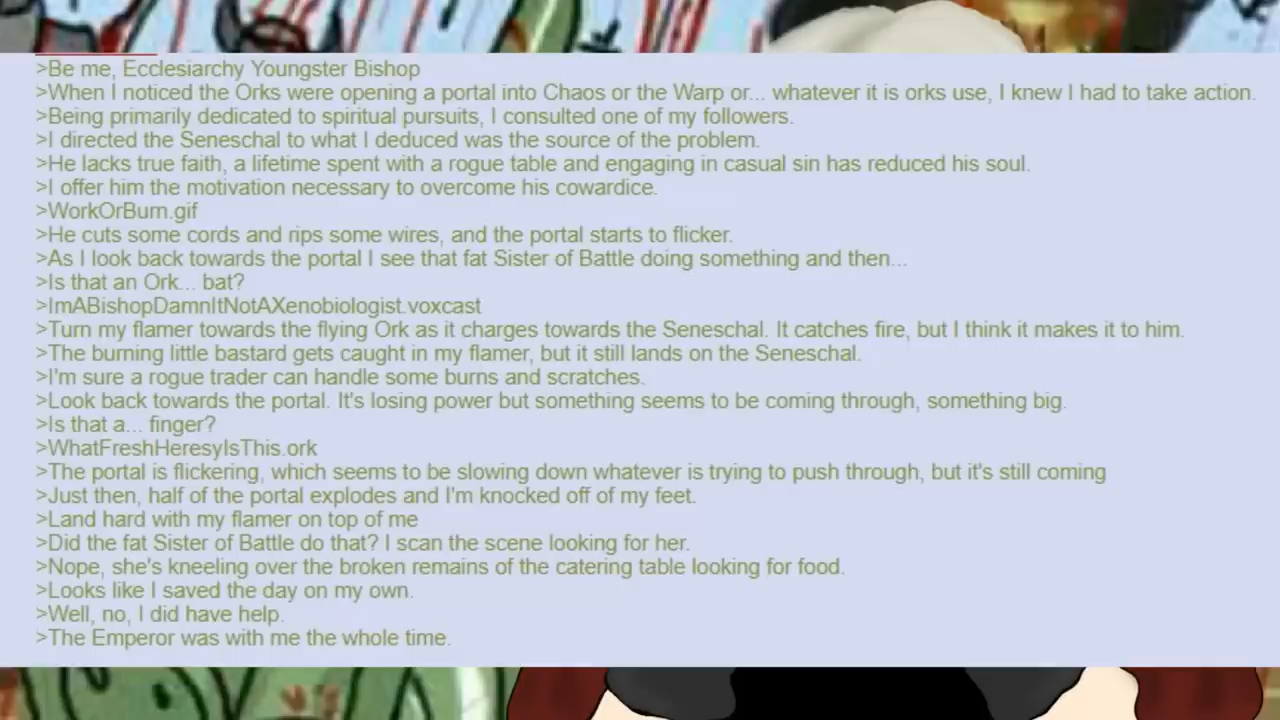 >Be me, Ecclesiarchy Youngster Bishop
>When I noticed the Orks were opening a portal into Chaos or the Warp or... whatever it is orks use, I knew I had to take action.
>Being primarily dedicated to spiritual pursuits, I consulted one of my followers.
>I directed the Seneschal to what I deduced was the source of the problem.
>He lacks true faith, a lifetime spent with a rogue table and engaging in casual sin has reduced his soul.
>I offer him the motivation necessary to overcome his cowardice.
>WorkOrBurn.gif
>He cuts some cords and rips some wires, and the portal starts to flicker.
>As I look back towards the portal I see that fat Sister of Battle doing something and then...
>Is that an Ork... bat?
>ImABishopDamnItNotAXenobiologist.voxcast
>Turn my flamer towards the flying Ork as it charges towards the Seneschal. It catches fire, but I think it makes it to him.
>The burning little bastard gets caught in my flamer, but it still lands on the Seneschal.
>I'm sure a rogue trader can handle some burns and scratches.
>Look back towards the portal. It's losing power but something seems to be coming through, something big.
>Is that a... finger?
>WhatFreshHeresyIsThis.ork
>The portal is flickering, which seems to be slowing down whatever is trying to push through, but it's still coming
>Just then, half of the portal explodes and I'm knocked off of my feet.
>Land hard with my flamer on top of me
>Did the fat Sister of Battle do that? I scan the scene looking for her.
>Nope, she's kneeling over the broken remains of the catering table looking for food.
>Looks like I saved the day on my own.
>Well, no, I did have help.
>The Emperor was with me the whole time.